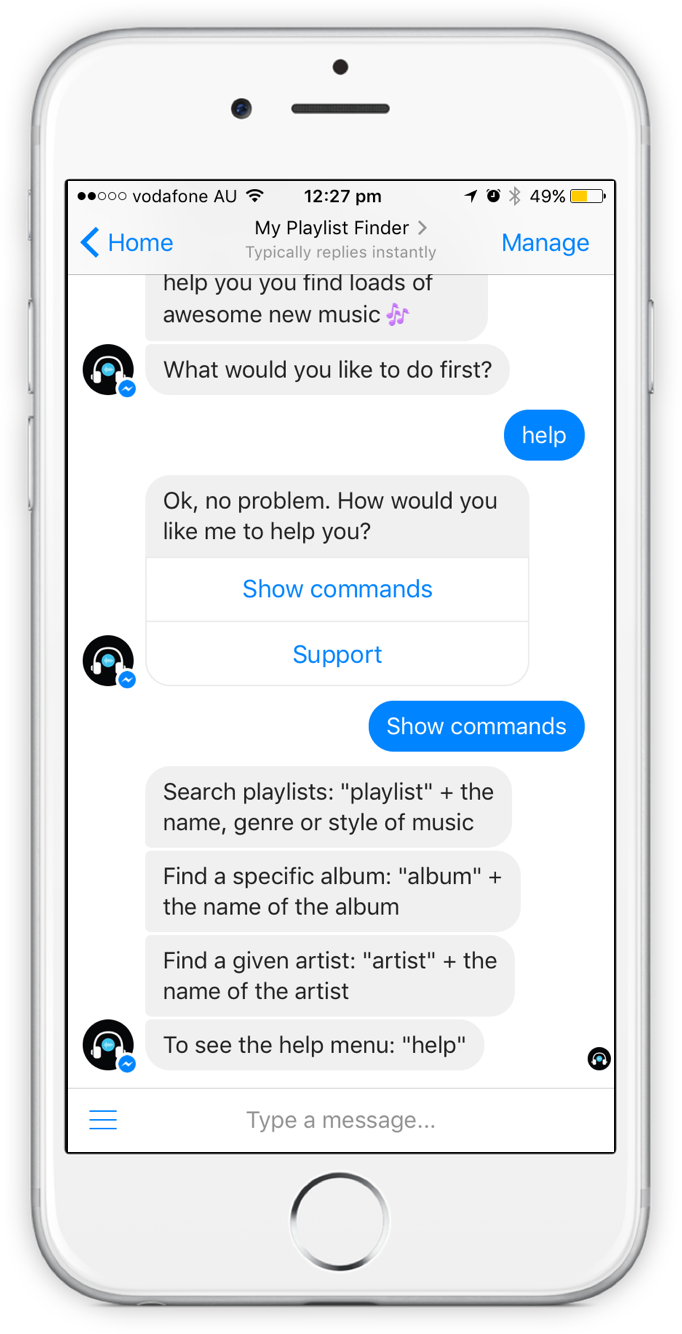 vodafone AU 12:27 pm 49%
Home My Playlist Finder Manage
Typically replies instantly
help you you find loads of
awesome new music 🎶
What would you like to do first?
help
Ok, no problem. How would you
like me to help you?
Show commands
Support
Show commands
Search playlists: "playlist" + the
name, genre or style of music
Find a specific album: "album" +
the name of the album
Find a given artist: "artist" + the
name of the artist
To see the help menu: "help"
Type a message...